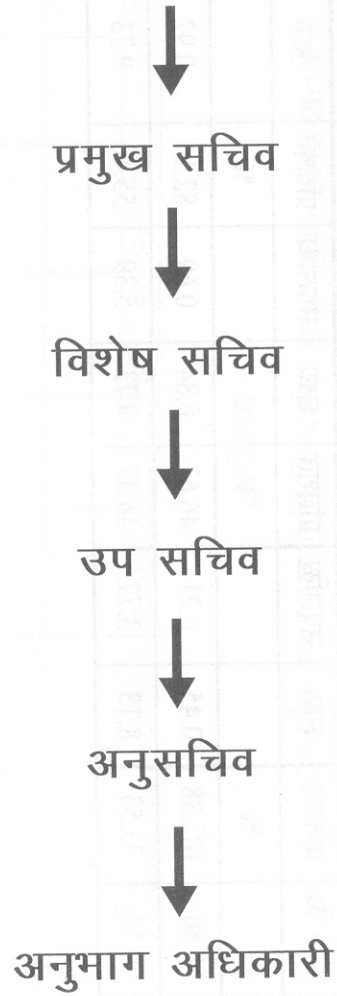 प्रमुख सचिव
विशेष सचिव
उप सचिव
अनुसचिव
अनुभाग अधिकारी